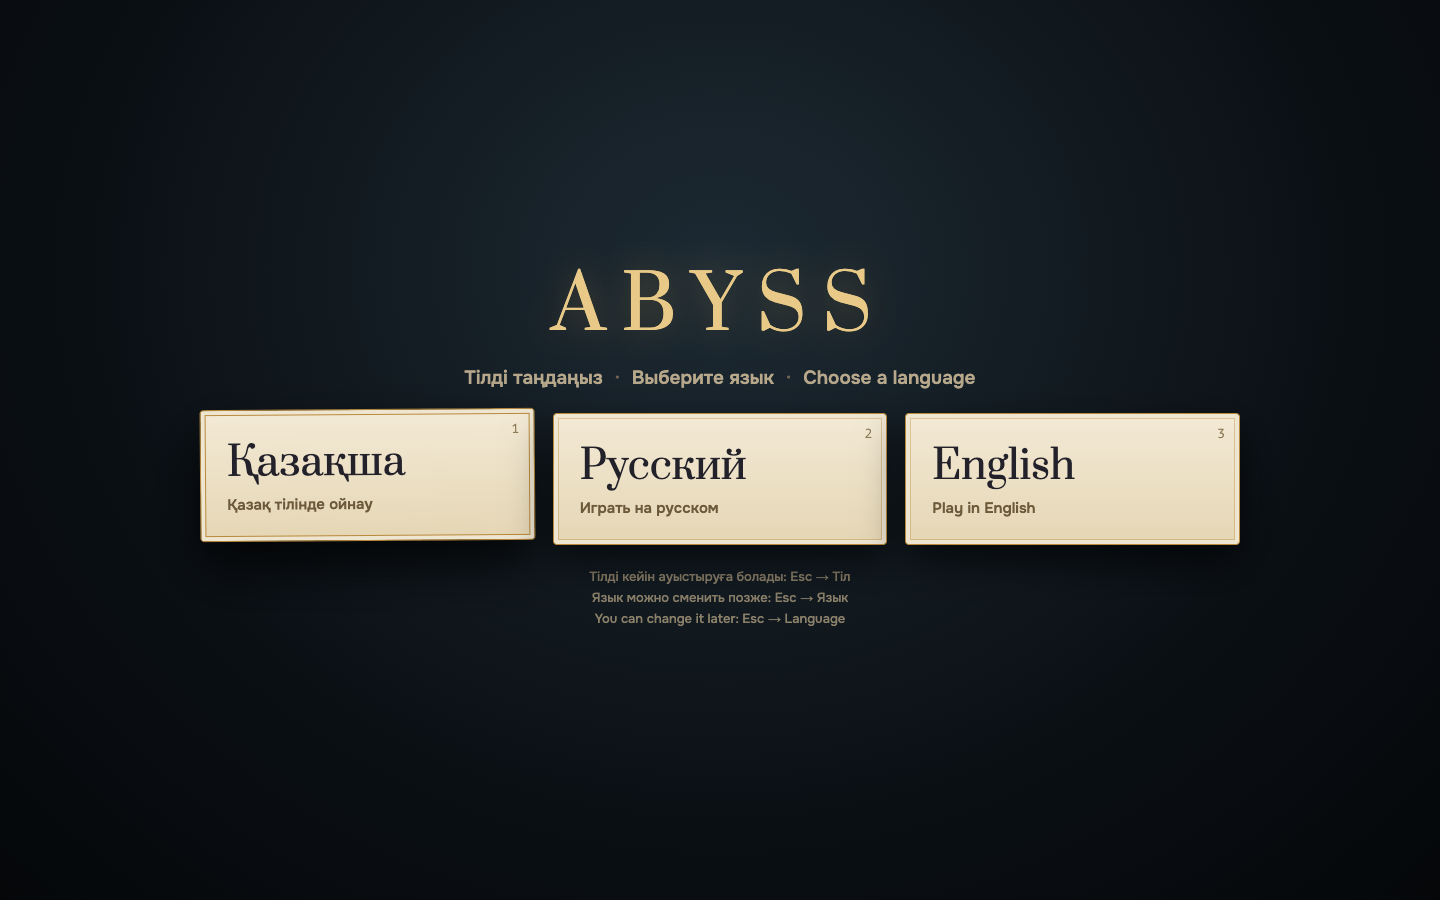 ABYSS
Тілді таңдаңыз · Выберите язык · Choose a language
1
Қазақша
Қазақ тілінде ойнау
2
Русский
Играть на русском
3
English
Play in English
Тілді кейін ауыстыруға болады: Esc → Тіл
Язык можно сменить позже: Esc → Язык
You can change it later: Esc → Language